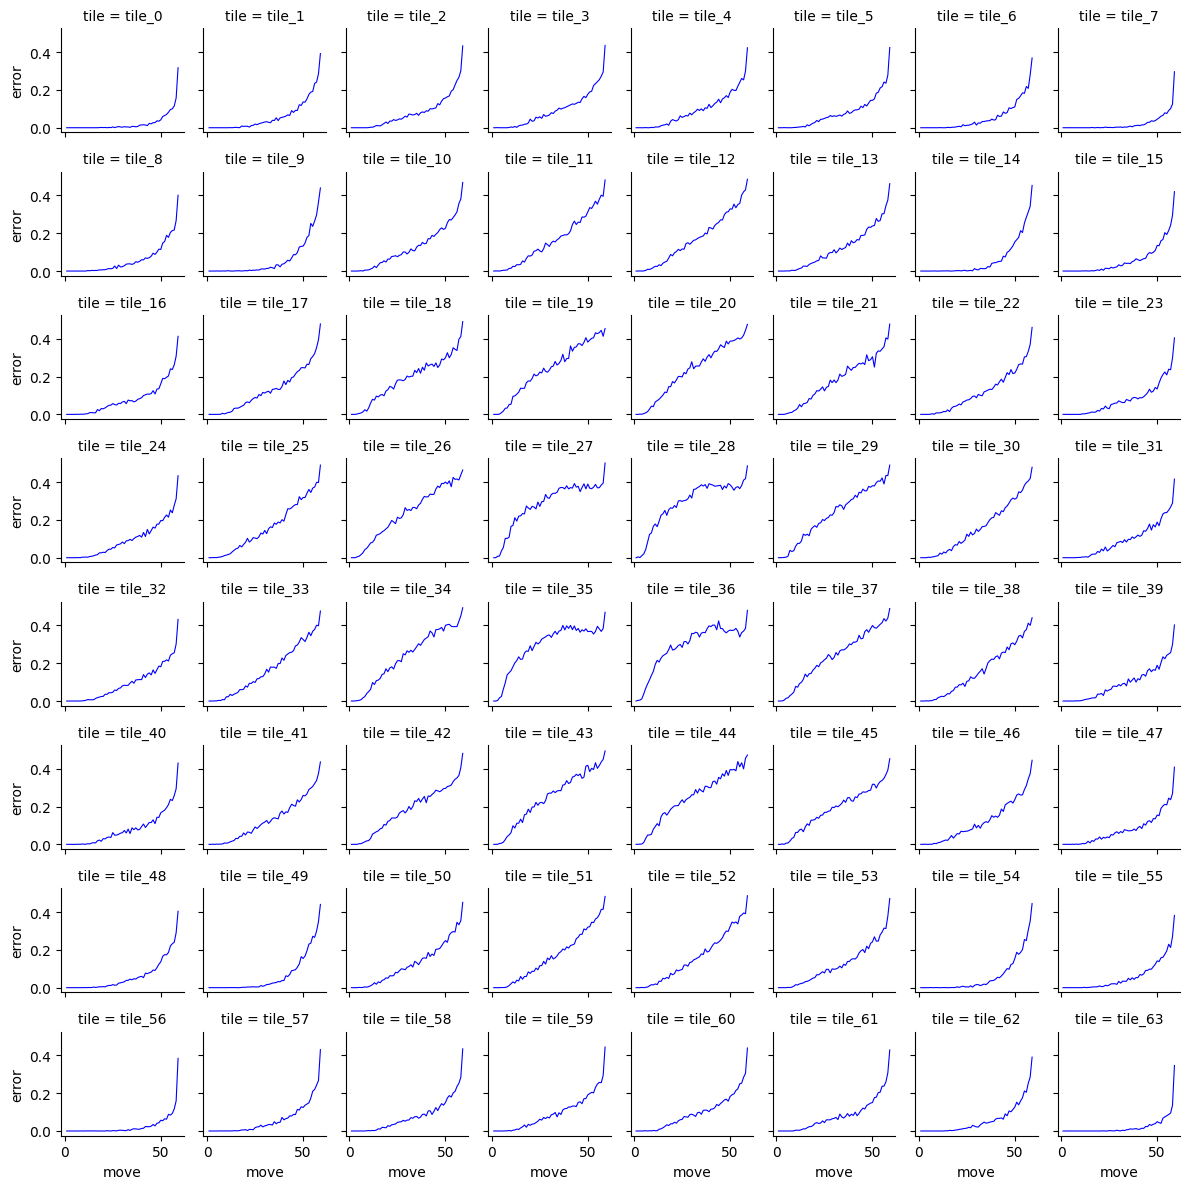 tile = tile_0 tile = tile_1 tile = tile_2 tile = tile_3 tile = tile_4 tile = tile_5 tile = tile_6 tile = tile_7
0.4
0.2
0.0
error
tile = tile_8 tile = tile_9 tile = tile_10 tile = tile_11 tile = tile_12 tile = tile_13 tile = tile_14 tile = tile_15
0.4
0.2
0.0
error
tile = tile_16 tile = tile_17 tile = tile_18 tile = tile_19 tile = tile_20 tile = tile_21 tile = tile_22 tile = tile_23
0.4
0.2
0.0
error
tile = tile_24 tile = tile_25 tile = tile_26 tile = tile_27 tile = tile_28 tile = tile_29 tile = tile_30 tile = tile_31
0.4
0.2
0.0
error
tile = tile_32 tile = tile_33 tile = tile_34 tile = tile_35 tile = tile_36 tile = tile_37 tile = tile_38 tile = tile_39
0.4
0.2
0.0
error
tile = tile_40 tile = tile_41 tile = tile_42 tile = tile_43 tile = tile_44 tile = tile_45 tile = tile_46 tile = tile_47
0.4
0.2
0.0
error
tile = tile_48 tile = tile_49 tile = tile_50 tile = tile_51 tile = tile_52 tile = tile_53 tile = tile_54 tile = tile_55
0.4
0.2
0.0
error
tile = tile_56 tile = tile_57 tile = tile_58 tile = tile_59 tile = tile_60 tile = tile_61 tile = tile_62 tile = tile_63
0.4
0.2
0.0
error
0 50 0 50 0 50 0 50 0 50 0 50 0 50 0 50
move move move move move move move move